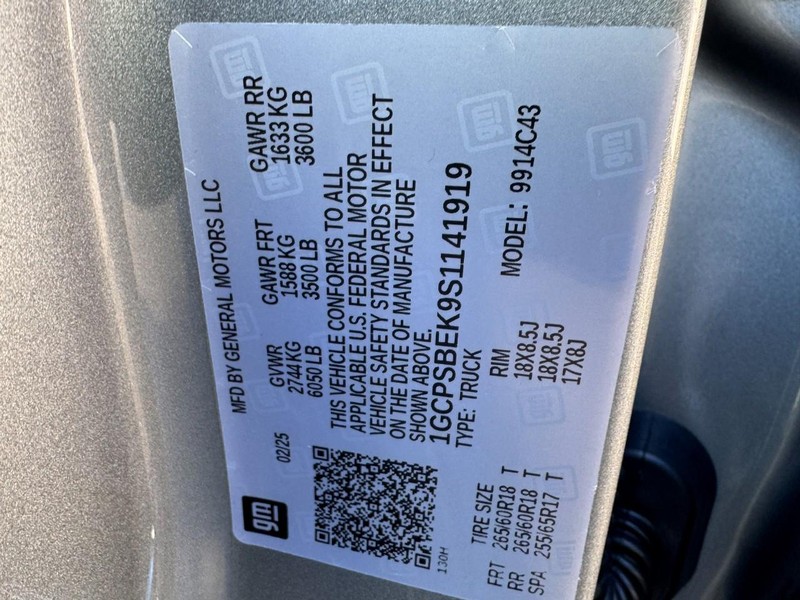 MFD BY GENERAL MOTORS LLC
gm
02/25
GVWR GAWR FRT GAWR RR
2744 KG 1588 KG 1633 KG
6050 LB 3500 LB 3600 LB
THIS VEHICLE CONFORMS TO ALL
APPLICABLE U.S. FEDERAL MOTOR
VEHICLE SAFETY STANDARDS IN EFFECT
ON THE DATE OF MANUFACTURE
SHOWN ABOVE.
1GCPSBEK9S1141919
TYPE: TRUCK MODEL: 9914C43
130H
TIRE SIZE RIM
FRT 265/60R18 T 18X8.5J
RR 265/60R18 T 18X8.5J
SPA 255/65R17 T 17X8J